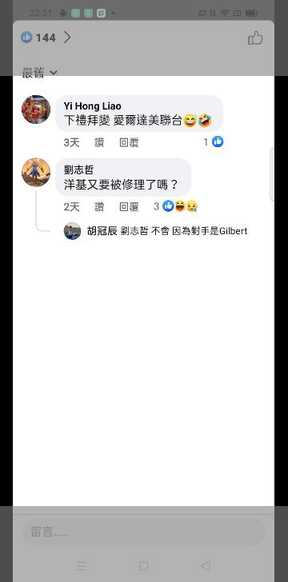 22:21
144
最舊
Yi Hong Liao
下禮拜變 愛爾達美聯台😅🤣
3天 讚 回覆 1
劉志哲
洋基又要被修理了嗎？
2天 讚 回覆 3
胡冠辰 劉志哲 不會 因為對手是Gilbert
留言......